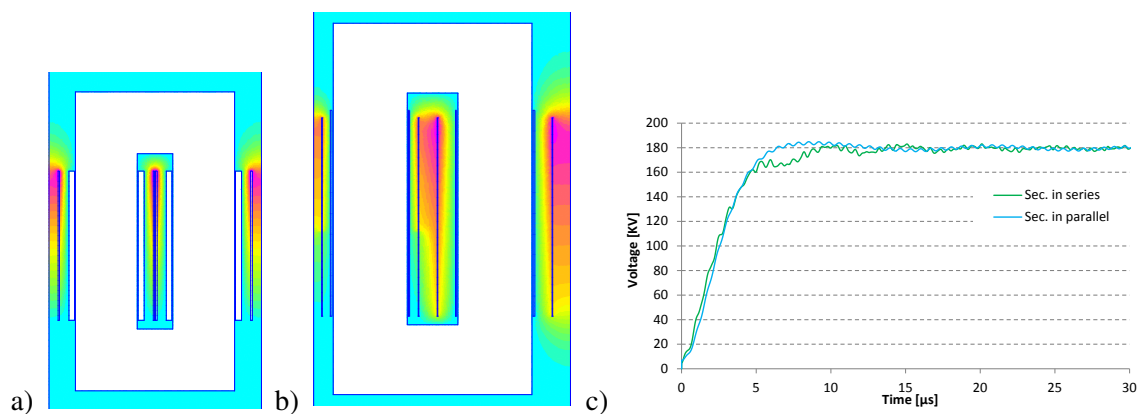 a)
b)
c)
Voltage [KV]
200
180
160
140
120
100
80
60
40
20
0
Sec. in series
Sec. in parallel
0 5 10 15 20 25 30
Time [µs]